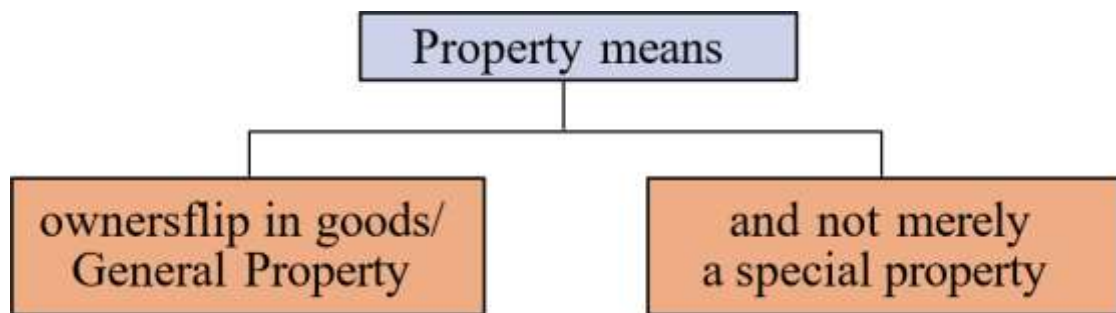 Property means
ownersflip in goods/
General Property
and not merely
a special property